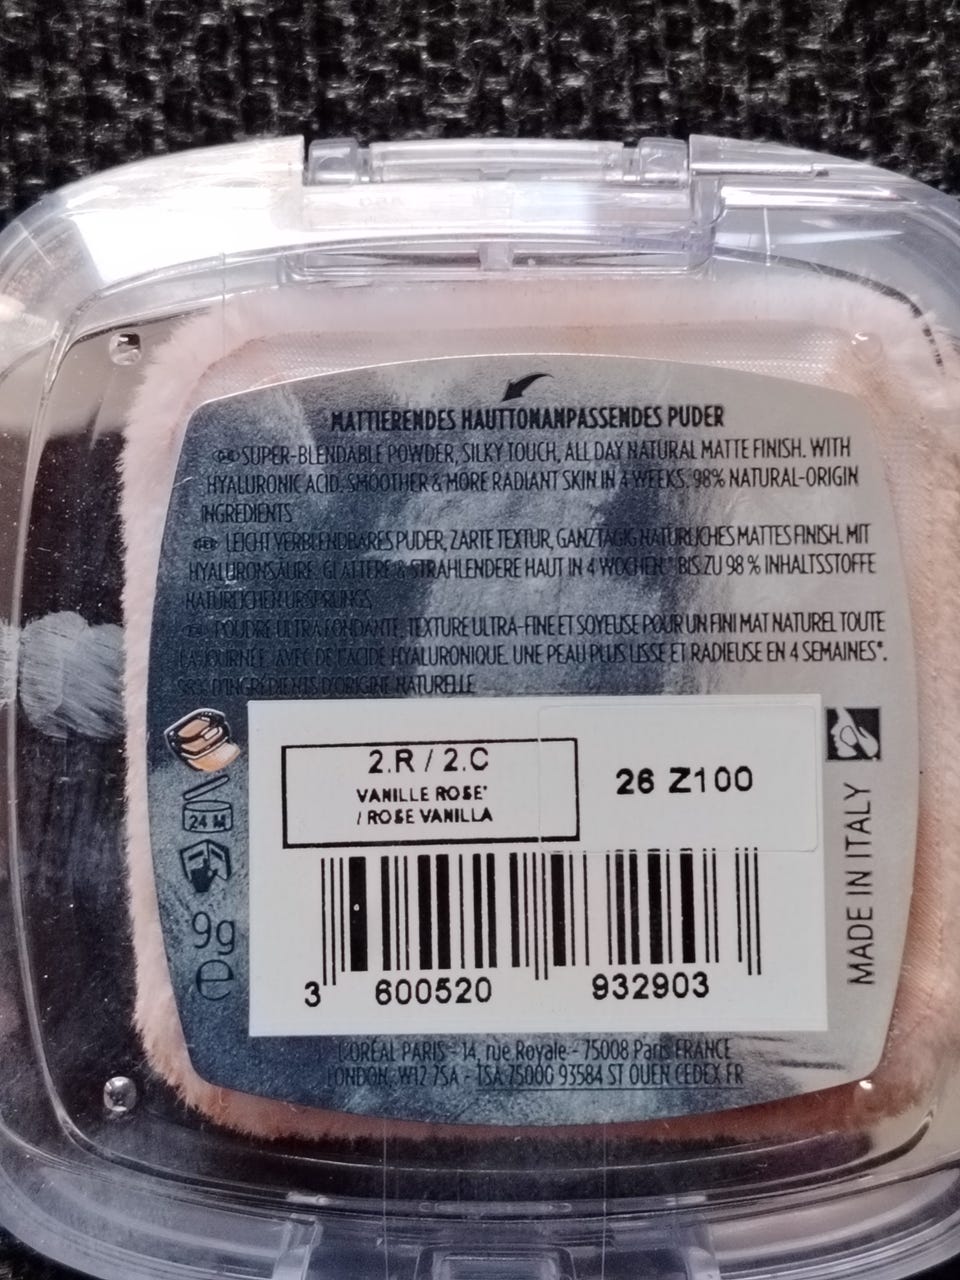 MATTIERENDES HAUTTONANPASSENDES PUDER
GB SUPER-BLENDABLE POWDER, SILKY TOUCH, ALL DAY NATURAL MATTE FINISH. WITH
HYALURONIC ACID. SMOOTHER & MORE RADIANT SKIN IN 4 WEEKS. 98% NATURAL-ORIGIN
INGREDIENTS
LEICHT VERBLENDBARES PUDER, ZARTE TEXTUR, GANZTÄGIG NATÜRLICHES MATTES FINISH. MIT
HYALURONSÄURE. GLATTERE & STRAHLENDERE HAUT IN 4 WOCHEN.* BIS ZU 98 % INHALTSSTOFFE
NATÜRLICHEN URSPRUNGS
POUDRE ULTRA FONDANTE, TEXTURE ULTRA-FINE ET SOYEUSE POUR UN FINI MAT NATUREL TOUTE
LA JOURNÉE. AVEC DE L'ACIDE HYALURONIQUE. UNE PEAU PLUS LISSE ET RADIEUSE EN 4 SEMAINES*.
98% D'INGRÉDIENTS D'ORIGINE NATURELLE
2.R / 2.C
VANILLE ROSE*
/ ROSE VANILLA
26 Z100
24 M
9g
e
MADE IN ITALY
3 600520 932903
L'ORÉAL PARIS - 14, rue Royale - 75008 Paris FRANCE
LONDON, W12 7SA - TSA 75000 93584 ST OUEN CEDEX FR